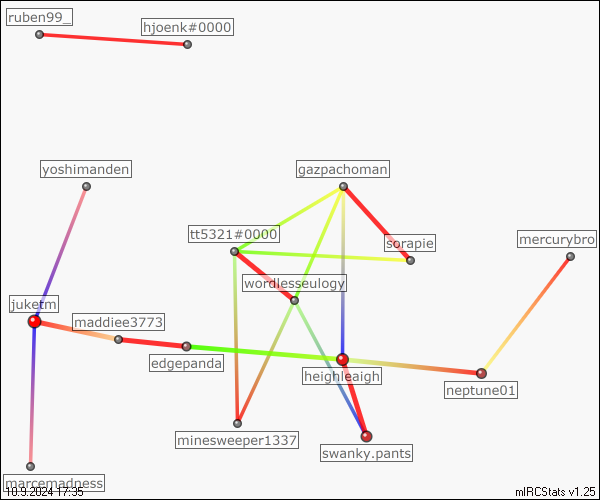 ruben99_
hjoenk#0000
yoshimanden
gazpachoman
tt5321#0000
sorapie
mercurybro
wordlesseulogy
juketm
maddiee3773
edgepanda
heighleaigh
neptune01
minesweeper1337
swanky.pants
marcemadness
10.9.2024 17:35
mIRCStats v1.25